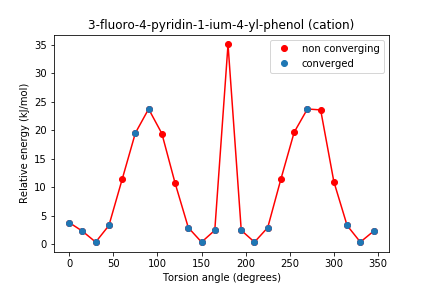 3-fluoro-4-pyridin-1-ium-4-yl-phenol (cation)
non converging
converged
Relative energy (kJ/mol)
35
30
25
20
15
10
5
0
0 50 100 150 200 250 300 350
Torsion angle (degrees)